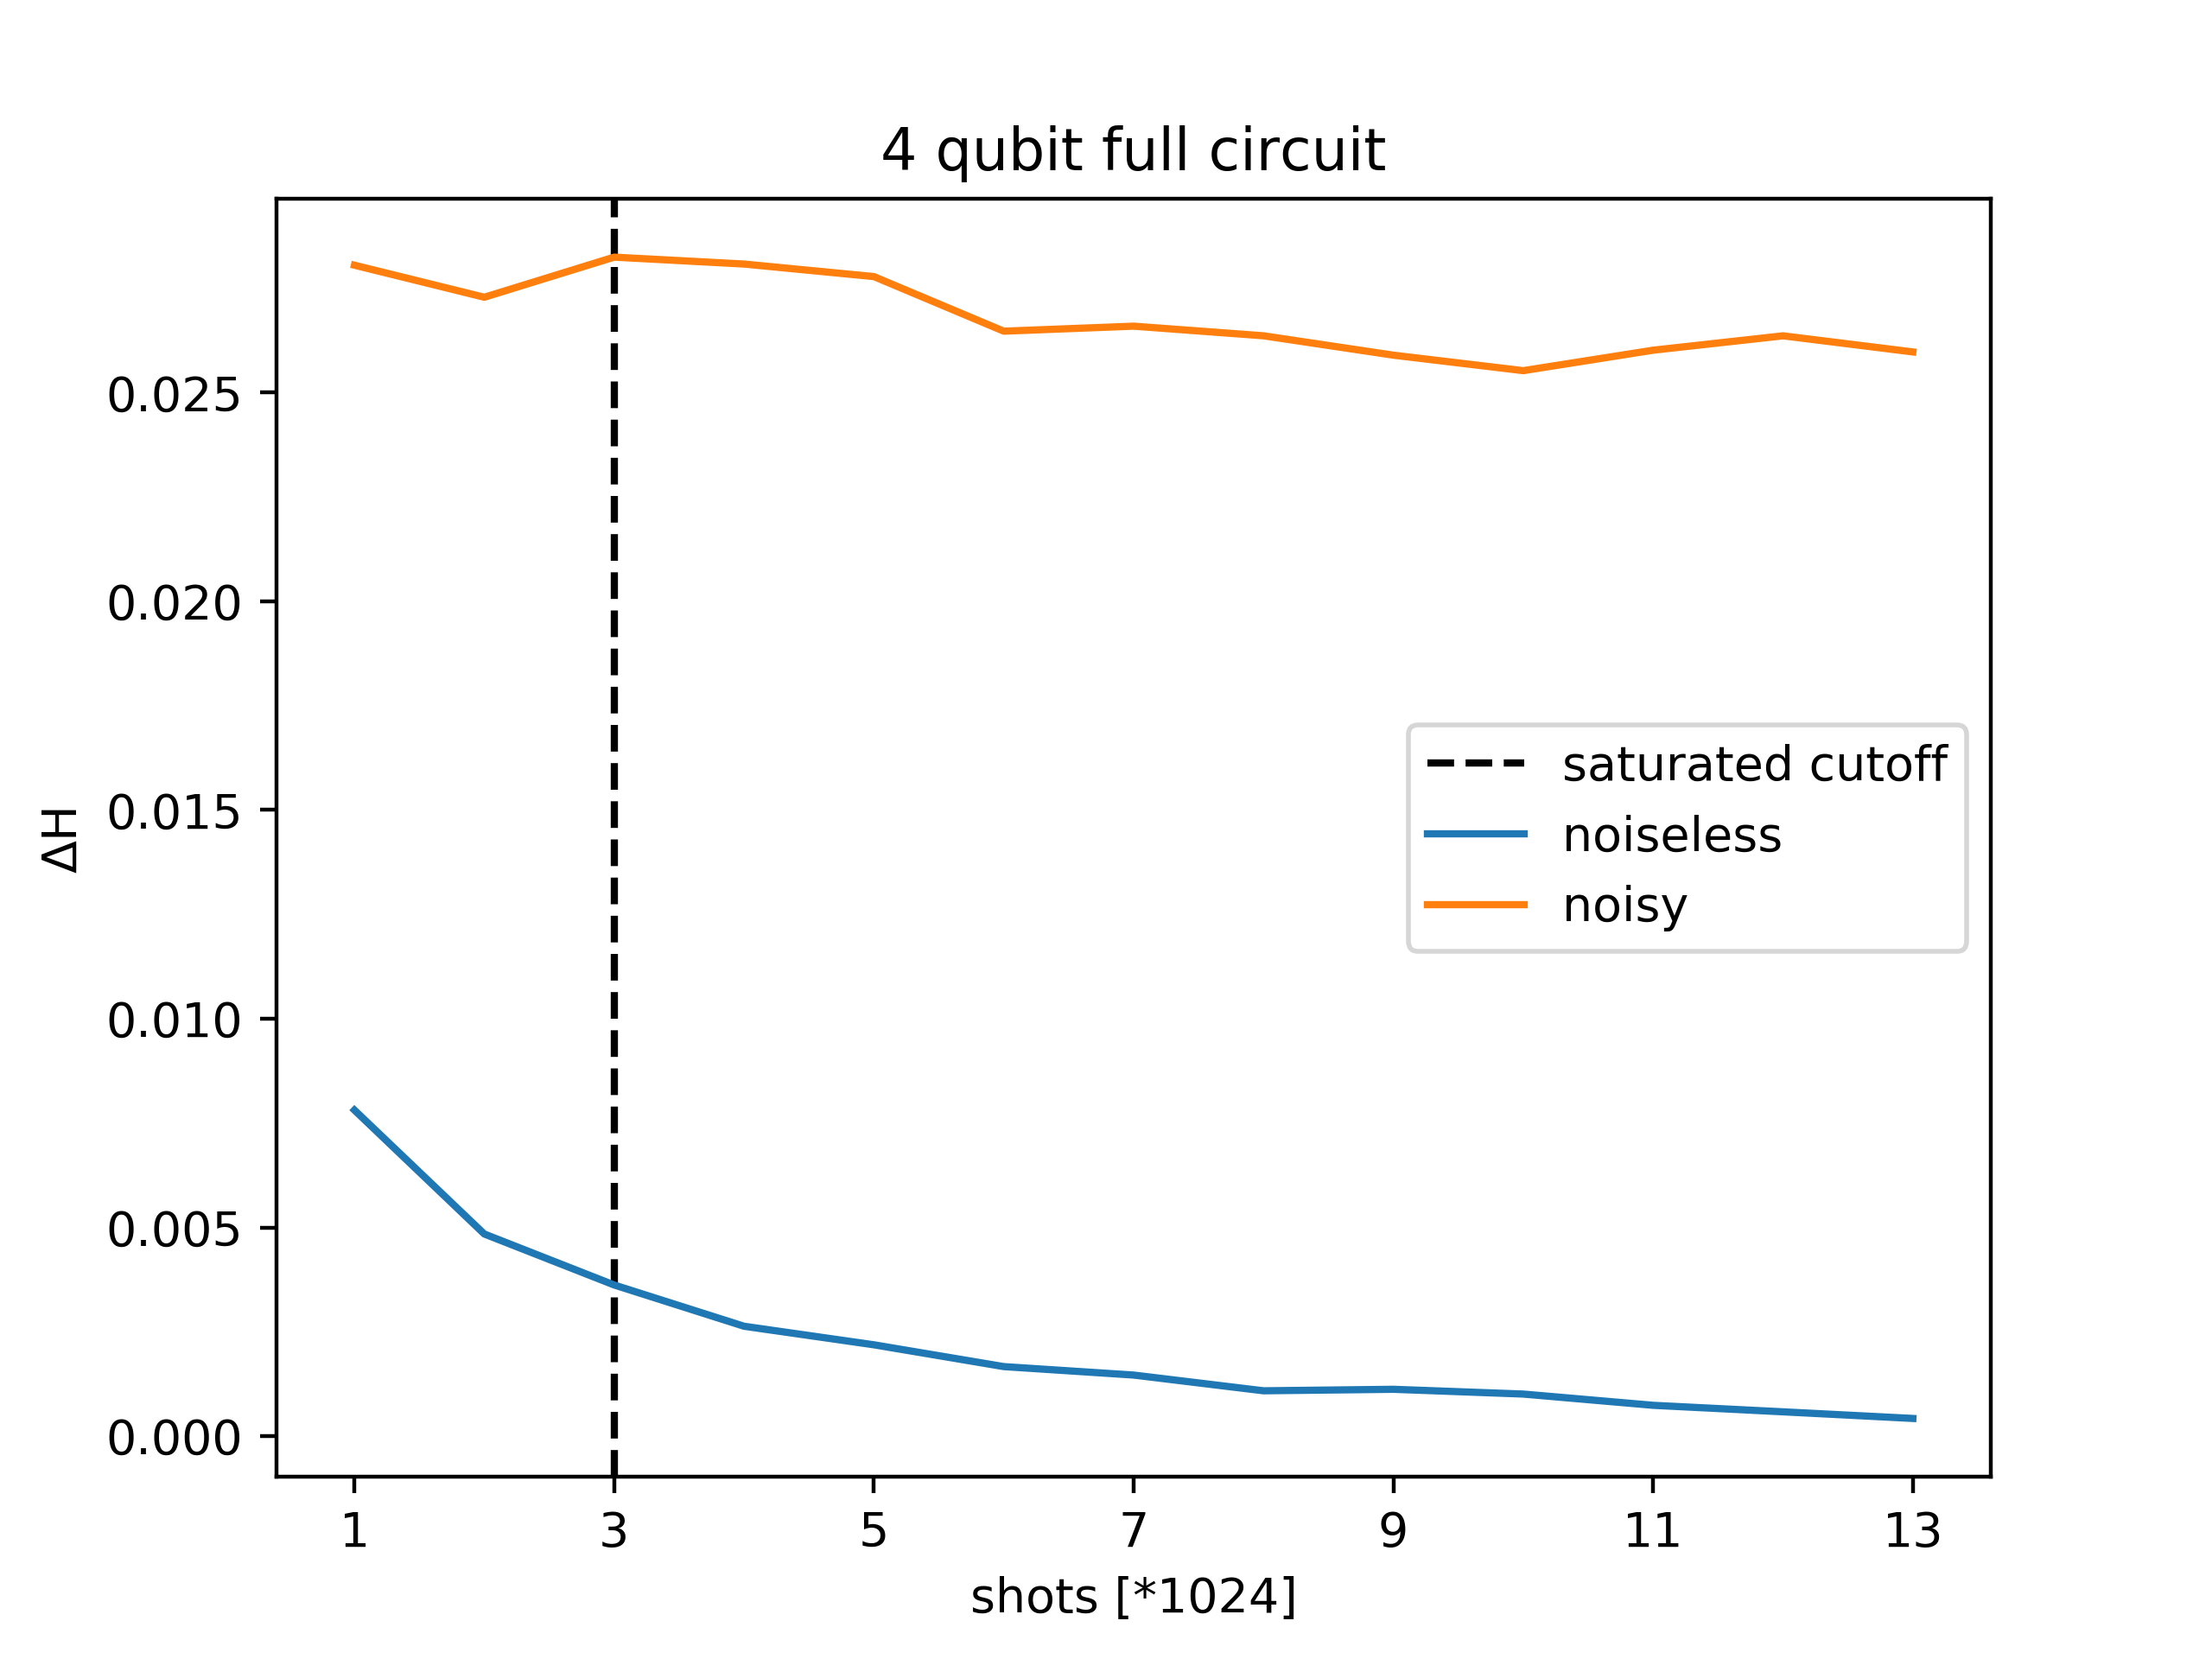 4 qubit full circuit
ΔH
0.025
0.020
0.015
0.010
0.005
0.000
saturated cutoff
noiseless
noisy
1 3 5 7 9 11 13
shots [*1024]